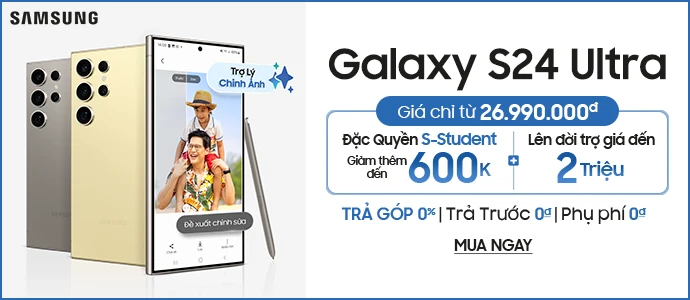 SAMSUNG
Trợ Lý
Chỉnh Ảnh
Đề xuất chỉnh sửa
Galaxy S24 Ultra
Giá chỉ từ 26.990.000đ
Đặc Quyền S-Student
Giảm thêm đến 600K
+
Lên đời trợ giá đến
2 Triệu
TRẢ GÓP 0% | Trả Trước 0đ | Phụ phí 0đ
MUA NGAY